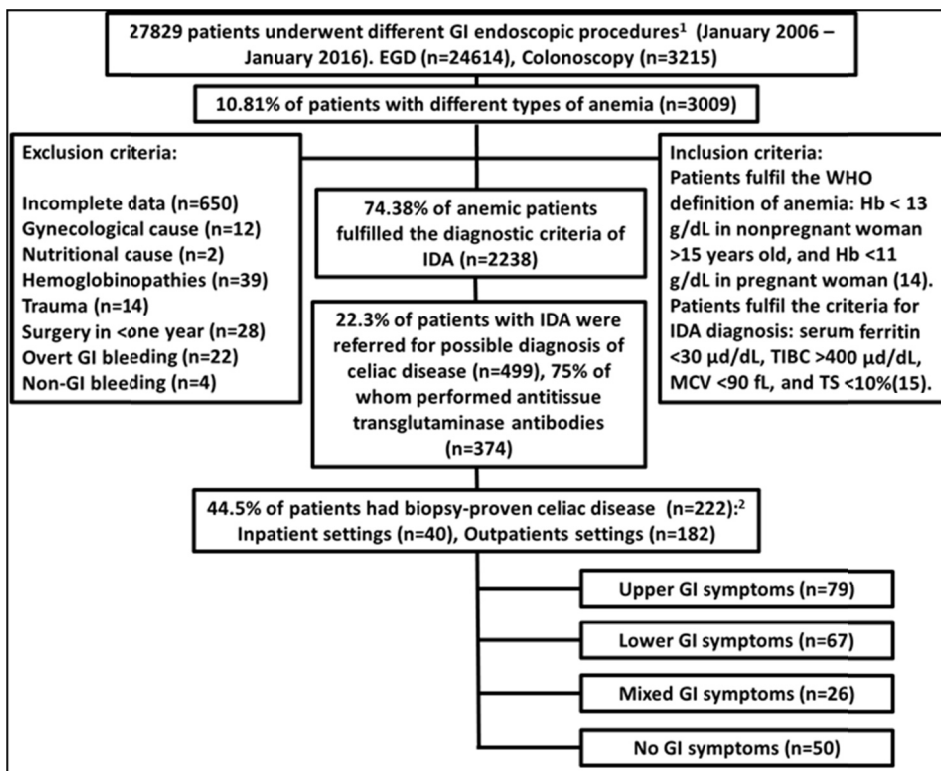 27829 patients underwent different GI endoscopic procedures¹ (January 2006 –
January 2016). EGD (n=24614), Colonoscopy (n=3215)
10.81% of patients with different types of anemia (n=3009)
Exclusion criteria:
Incomplete data (n=650)
Gynecological cause (n=12)
Nutritional cause (n=2)
Hemoglobinopathies (n=39)
Trauma (n=14)
Surgery in <one year (n=28)
Overt GI bleeding (n=22)
Non-GI bleeding (n=4)
74.38% of anemic patients
fulfilled the diagnostic criteria of
IDA (n=2238)
Inclusion criteria:
Patients fulfil the WHO
definition of anemia: Hb < 13
g/dL in nonpregnant woman
>15 years old, and Hb <11
g/dL in pregnant woman (14).
Patients fulfil the criteria for
IDA diagnosis: serum ferritin
<30 μd/dL, TIBC >400 μd/dL,
MCV <90 fL, and TS <10%(15).
22.3% of patients with IDA were
referred for possible diagnosis of
celiac disease (n=499), 75% of
whom performed antitissue
transglutaminase antibodies
(n=374)
44.5% of patients had biopsy-proven celiac disease (n=222):²
Inpatient settings (n=40), Outpatients settings (n=182)
Upper GI symptoms (n=79)
Lower GI symptoms (n=67)
Mixed GI symptoms (n=26)
No GI symptoms (n=50)